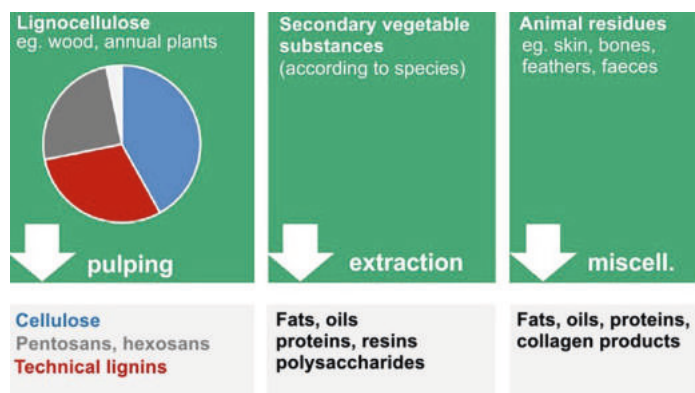 Lignocellulose
eg. wood, annual plants
pulping
Cellulose
Pentosans, hexosans
Technical lignins
Secondary vegetable
substances
(according to species)
extraction
Fats, oils
proteins, resins
polysaccharides
Animal residues
eg. skin, bones,
feathers, faeces
miscell.
Fats, oils, proteins,
collagen products